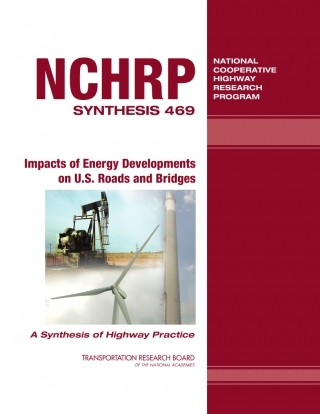 NCHRP
SYNTHESIS 469
NATIONAL
COOPERATIVE
HIGHWAY
RESEARCH
PROGRAM
Impacts of Energy Developments
on U.S. Roads and Bridges
A Synthesis of Highway Practice
TRANSPORTATION RESEARCH BOARD
OF THE NATIONAL ACADEMIES